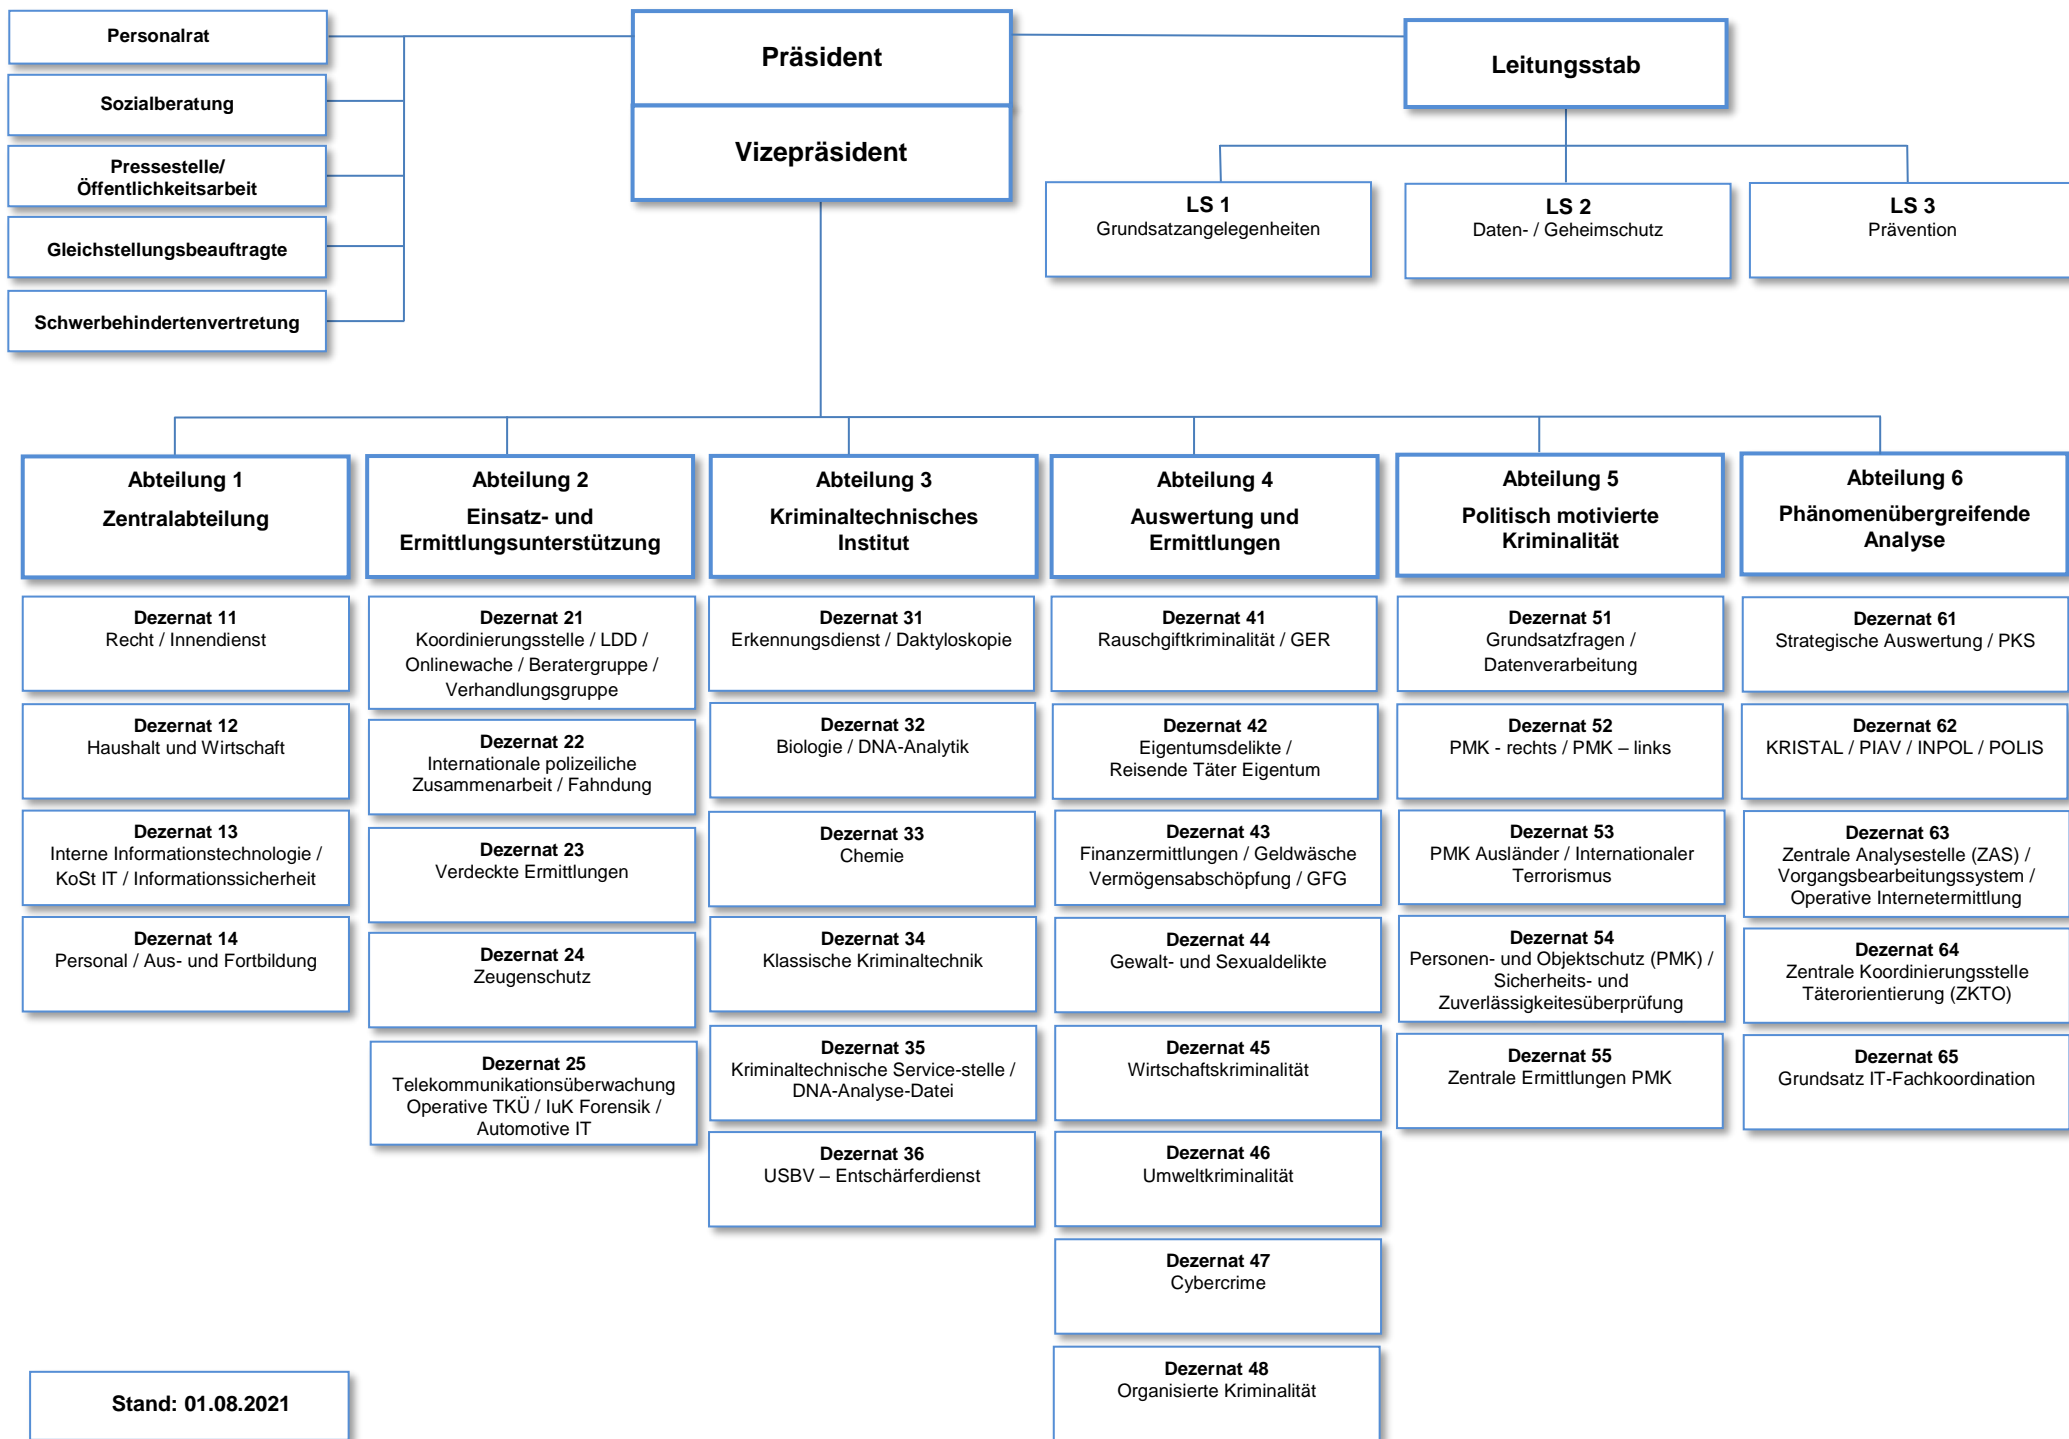 Personalrat
Sozialberatung
Pressestelle/
Öffentlichkeitsarbeit
Gleichstellungsbeauftragte
Schwerbehindertenvertretung
Präsident
Vizepräsident
Leitungsstab
LS 1
Grundsatzangelegenheiten
LS 2
Daten- / Geheimschutz
LS 3
Prävention
Abteilung 1
Zentralabteilung
Dezernat 11
Recht / Innendienst
Dezernat 12
Haushalt und Wirtschaft
Dezernat 13
Interne Informationstechnologie /
KoSt IT / Informationssicherheit
Dezernat 14
Personal / Aus- und Fortbildung
Abteilung 2
Einsatz- und
Ermittlungsunterstützung
Dezernat 21
Koordinierungsstelle / LDD /
Onlinewache / Beratergruppe /
Verhandlungsgruppe
Dezernat 22
Internationale polizeiliche
Zusammenarbeit / Fahndung
Dezernat 23
Verdeckte Ermittlungen
Dezernat 24
Zeugenschutz
Dezernat 25
Telekommunikationsüberwachung
Operative TKÜ / IuK Forensik /
Automotive IT
Abteilung 3
Kriminaltechnisches
Institut
Dezernat 31
Erkennungsdienst / Daktyloskopie
Dezernat 32
Biologie / DNA-Analytik
Dezernat 33
Chemie
Dezernat 34
Klassische Kriminaltechnik
Dezernat 35
Kriminaltechnische Service-stelle /
DNA-Analyse-Datei
Dezernat 36
USBV – Entschärferdienst
Abteilung 4
Auswertung und
Ermittlungen
Dezernat 41
Rauschgiftkriminalität / GER
Dezernat 42
Eigentumsdelikte /
Reisende Täter Eigentum
Dezernat 43
Finanzermittlungen / Geldwäsche
Vermögensabschöpfung / GFG
Dezernat 44
Gewalt- und Sexualdelikte
Dezernat 45
Wirtschaftskriminalität
Dezernat 46
Umweltkriminalität
Dezernat 47
Cybercrime
Dezernat 48
Organisierte Kriminalität
Abteilung 5
Politisch motivierte
Kriminalität
Dezernat 51
Grundsatzfragen /
Datenverarbeitung
Dezernat 52
PMK - rechts / PMK – links
Dezernat 53
PMK Ausländer / Internationaler
Terrorismus
Dezernat 54
Personen- und Objektschutz (PMK) /
Sicherheits- und
Zuverlässigkeitesüberprüfung
Dezernat 55
Zentrale Ermittlungen PMK
Abteilung 6
Phänomenübergreifende
Analyse
Dezernat 61
Strategische Auswertung / PKS
Dezernat 62
KRISTAL / PIAV / INPOL / POLIS
Dezernat 63
Zentrale Analysestelle (ZAS) /
Vorgangsbearbeitungssystem /
Operative Internetermittlung
Dezernat 64
Zentrale Koordinierungsstelle
Täterorientierung (ZKTO)
Dezernat 65
Grundsatz IT-Fachkoordination
Stand: 01.08.2021